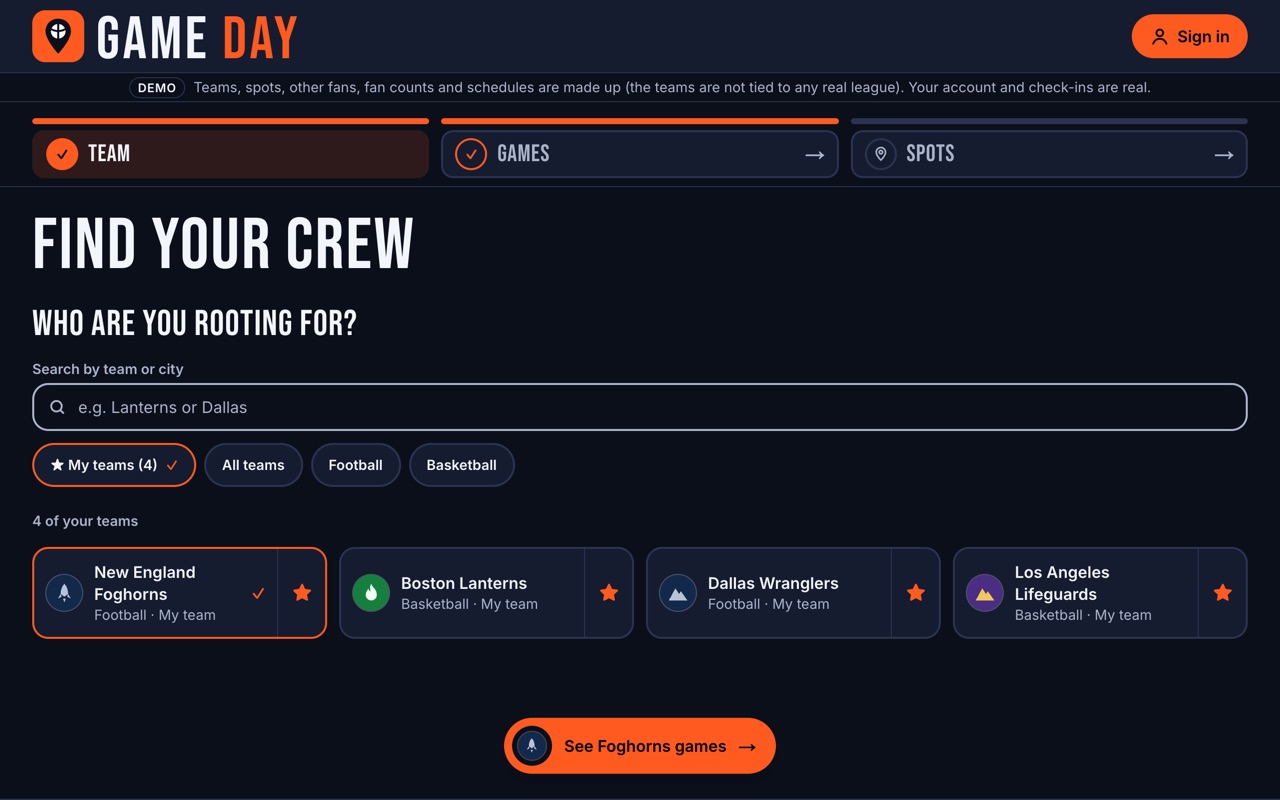 GAME DAY
Sign in
DEMO Teams, spots, other fans, fan counts and schedules are made up (the teams are not tied to any real league). Your account and check-ins are real.
TEAM
GAMES →
SPOTS →
FIND YOUR CREW
WHO ARE YOU ROOTING FOR?
Search by team or city
e.g. Lanterns or Dallas
★ My teams (4) ✓
All teams
Football
Basketball
4 of your teams
New England
Foghorns
Football · My team
Boston Lanterns
Basketball · My team
Dallas Wranglers
Football · My team
Los Angeles
Lifeguards
Basketball · My team
See Foghorns games →